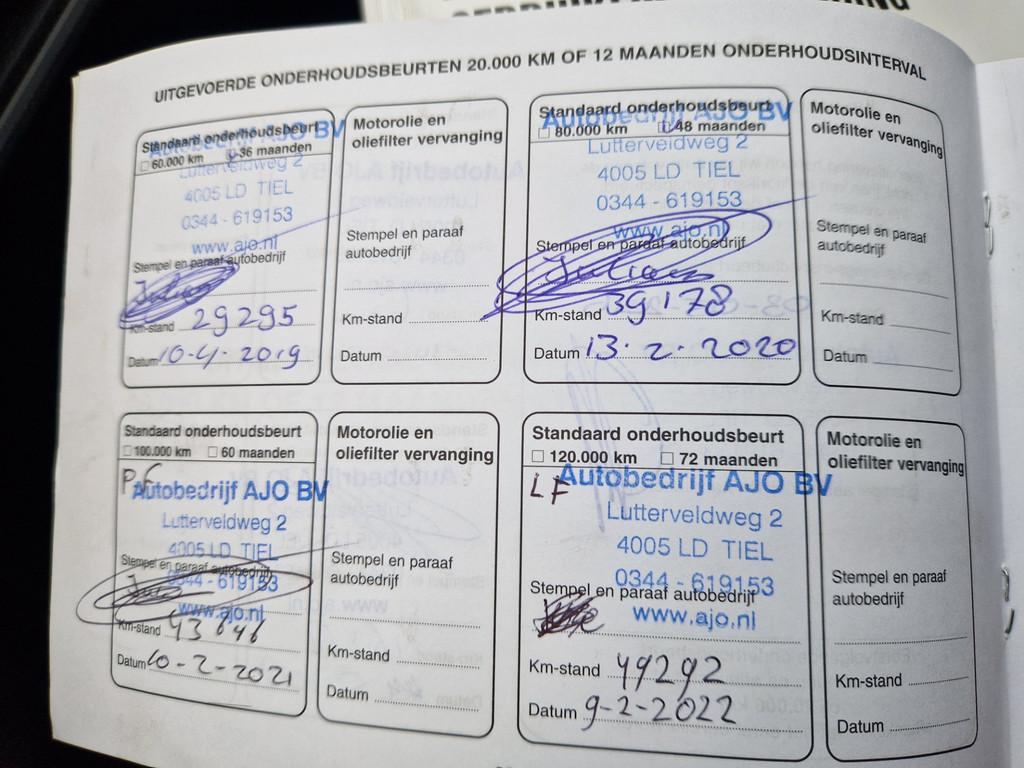 UITGEVOERDE ONDERHOUDSBEURTEN 20.000 KM OF 12 MAANDEN ONDERHOUDSINTERVAL
Standaard onderhoudsbeurt
60.000 km 36 maanden
Autobedrijf AJO BV
Lutterveldweg 2
4005 LD TIEL
0344 - 619153
www.ajo.nl
Stempel en paraaf autobedrijf
Km-stand 29295
Datum 10-4-2019
Motorolie en
oliefilter vervanging
Stempel en paraaf
autobedrijf
Km-stand
Datum
Standaard onderhoudsbeurt
80.000 km 48 maanden
Autobedrijf AJO BV
Lutterveldweg 2
4005 LD TIEL
0344 - 619153
www.ajo.nl
Stempel en paraaf autobedrijf
Km-stand 39178
Datum 13.2.2020
Motorolie en
oliefilter vervanging
Stempel en paraaf
autobedrijf
Km-stand
Datum
Standaard onderhoudsbeurt
100.000 km 60 maanden
Autobedrijf AJO BV
Lutterveldweg 2
4005 LD TIEL
Stempel en paraaf autobedrijf
0344 - 619153
www.ajo.nl
Km-stand 43646
Datum 10-2-2021
Motorolie en
oliefilter vervanging
Stempel en paraaf
autobedrijf
Km-stand
Datum
Standaard onderhoudsbeurt
120.000 km 72 maanden
LF
Autobedrijf AJO BV
Lutterveldweg 2
4005 LD TIEL
0344 - 619153
Stempel en paraaf autobedrijf
www.ajo.nl
Km-stand 49292
Datum 9-2-2022
Motorolie en
oliefilter vervanging
Stempel en paraaf
autobedrijf
Km-stand
Datum